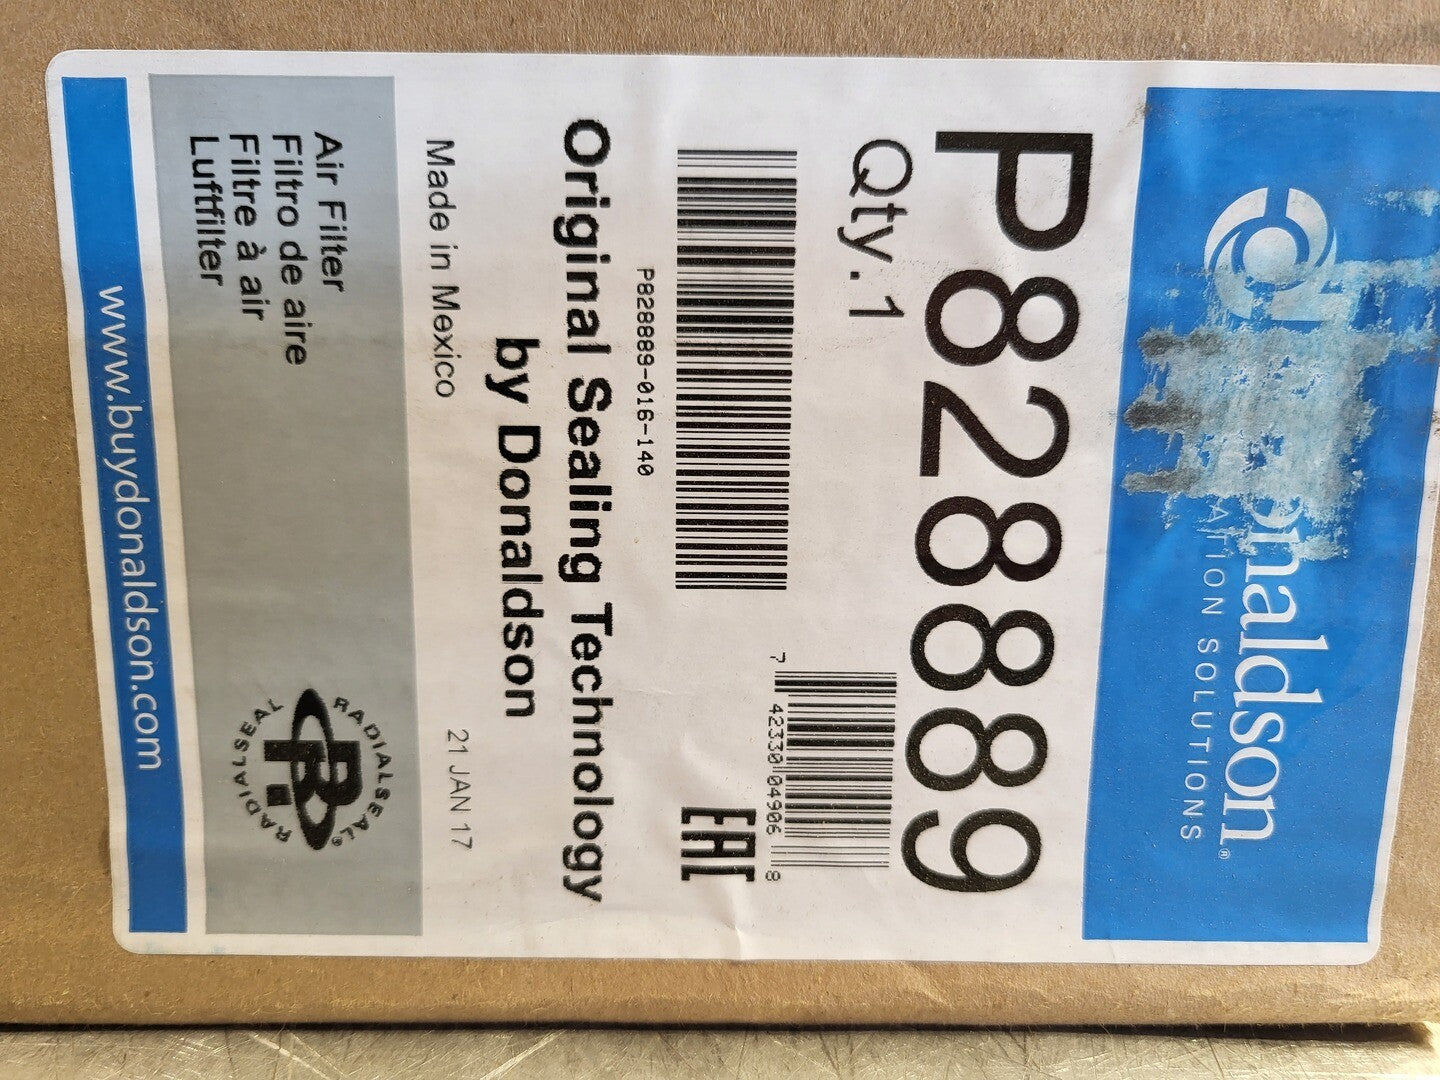 naldson®
ATION SOLUTIONS
P828889
Qty. 1
7 42330 04906 8
P828889-016-140
EAC
Original Sealing Technology
by Donaldson
Made in Mexico
21 JAN 17
Air Filter
Filtro de aire
Filtre à air
Luftfilter
RADIALSEAL®
R
RADIALSEAL
www.buydonaldson.com